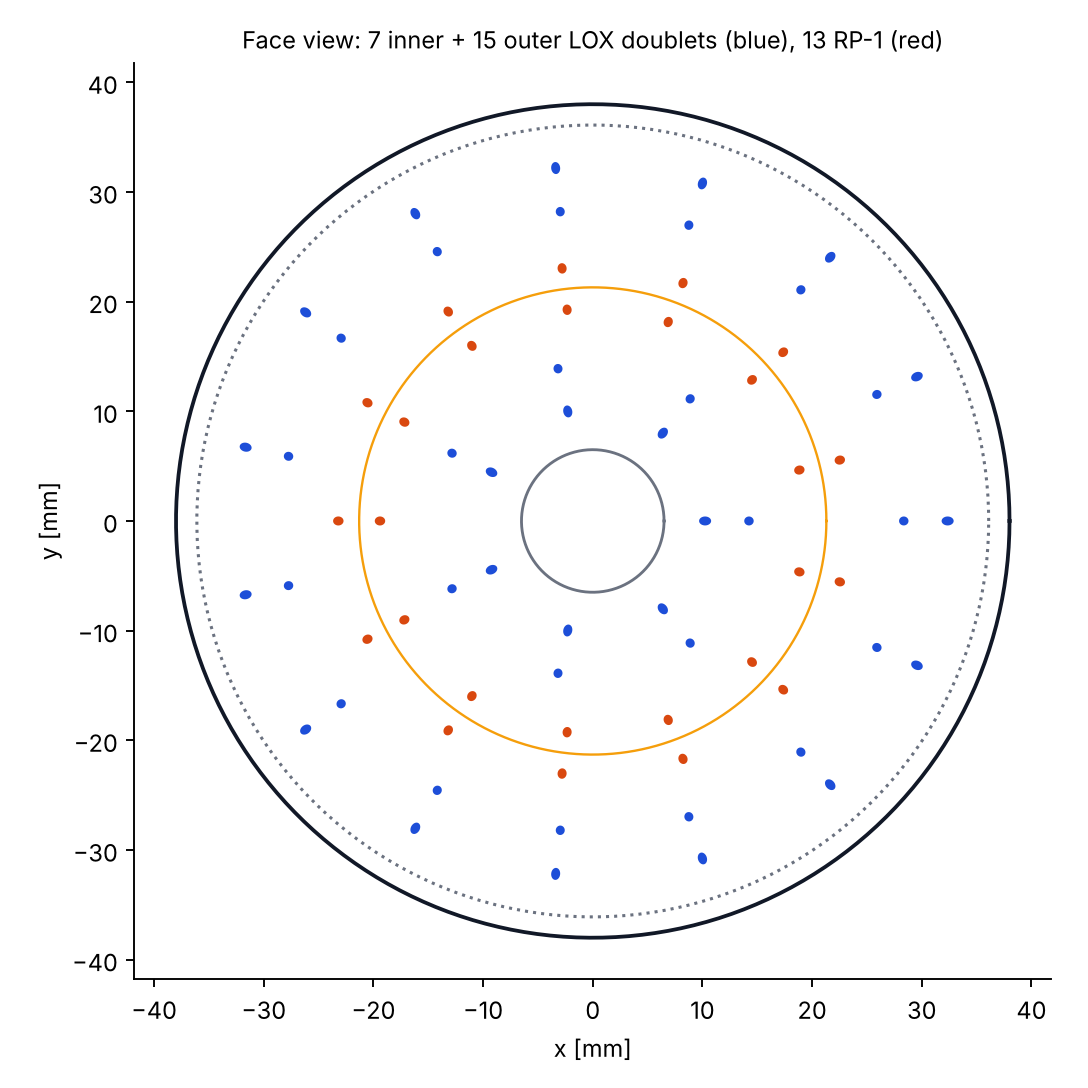 Face view: 7 inner + 15 outer LOX doublets (blue), 13 RP-1 (red)
40
30
20
10
0
−10
−20
−30
−40
y [mm]
−40 −30 −20 −10 0 10 20 30 40
x [mm]